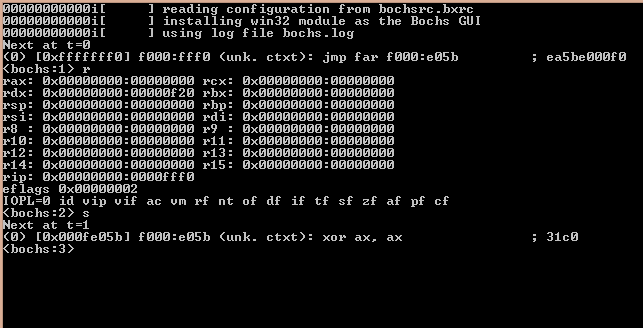 00000000000i[      ] reading configuration from bochsrc.bxrc
00000000000i[      ] installing win32 module as the Bochs GUI
00000000000i[      ] using log file bochs.log
Next at t=0
(0) [0xfffffff0] f000:fff0 (unk. ctxt): jmp far f000:e05b          ; ea5be000f0
<bochs:1> r
rax: 0x00000000:00000000 rcx: 0x00000000:00000000
rdx: 0x00000000:00000f20 rbx: 0x00000000:00000000
rsp: 0x00000000:00000000 rbp: 0x00000000:00000000
rsi: 0x00000000:00000000 rdi: 0x00000000:00000000
r8 : 0x00000000:00000000 r9 : 0x00000000:00000000
r10: 0x00000000:00000000 r11: 0x00000000:00000000
r12: 0x00000000:00000000 r13: 0x00000000:00000000
r14: 0x00000000:00000000 r15: 0x00000000:00000000
rip: 0x00000000:0000fff0
eflags 0x00000002
IOPL=0 id vip vif ac vm rf nt of df if tf sf zf af pf cf
<bochs:2> s
Next at t=1
(0) [0x000fe05b] f000:e05b (unk. ctxt): xor ax, ax                ; 31c0
<bochs:3>